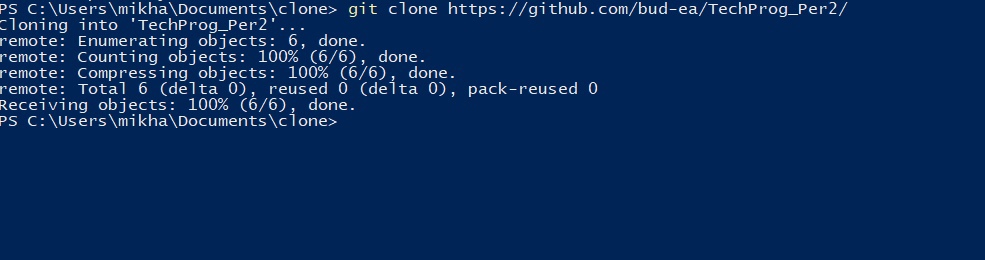 PS C:\Users\mikha\Documents\clone> git clone https://github.com/bud-ea/TechProg_Per2/
Cloning into 'TechProg_Per2'...
remote: Enumerating objects: 6, done.
remote: Counting objects: 100% (6/6), done.
remote: Compressing objects: 100% (6/6), done.
remote: Total 6 (delta 0), reused 0 (delta 0), pack-reused 0
Receiving objects: 100% (6/6), done.
PS C:\Users\mikha\Documents\clone>